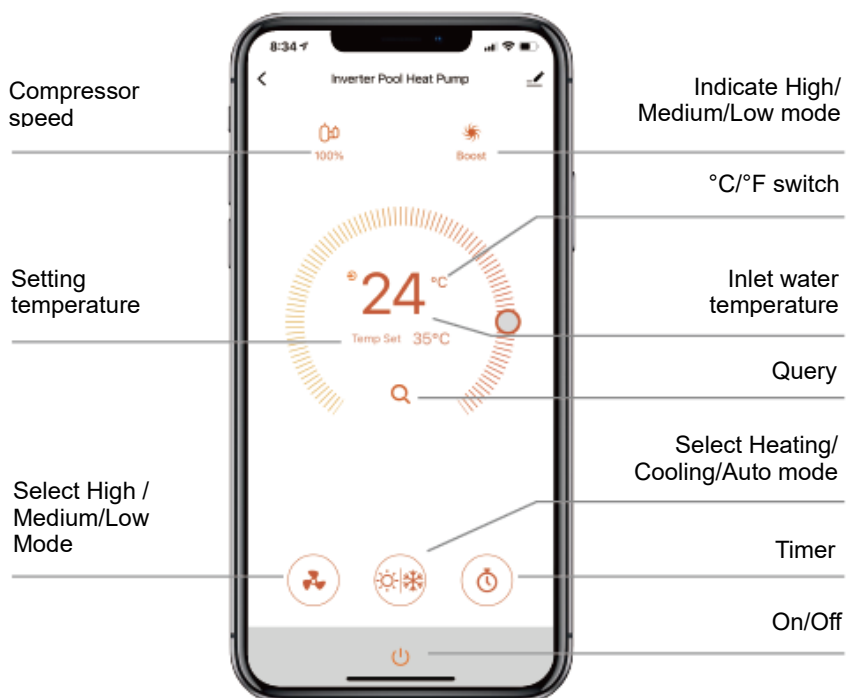 8:34
Inverter Pool Heat Pump
Compressor
speed
Indicate High/
Medium/Low mode
100%
Boost
°C/°F switch
Setting
temperature
24 °C
Inlet water
temperature
Temp Set 35°C
Query
Select Heating/
Cooling/Auto mode
Select High /
Medium/Low
Mode
Timer
On/Off